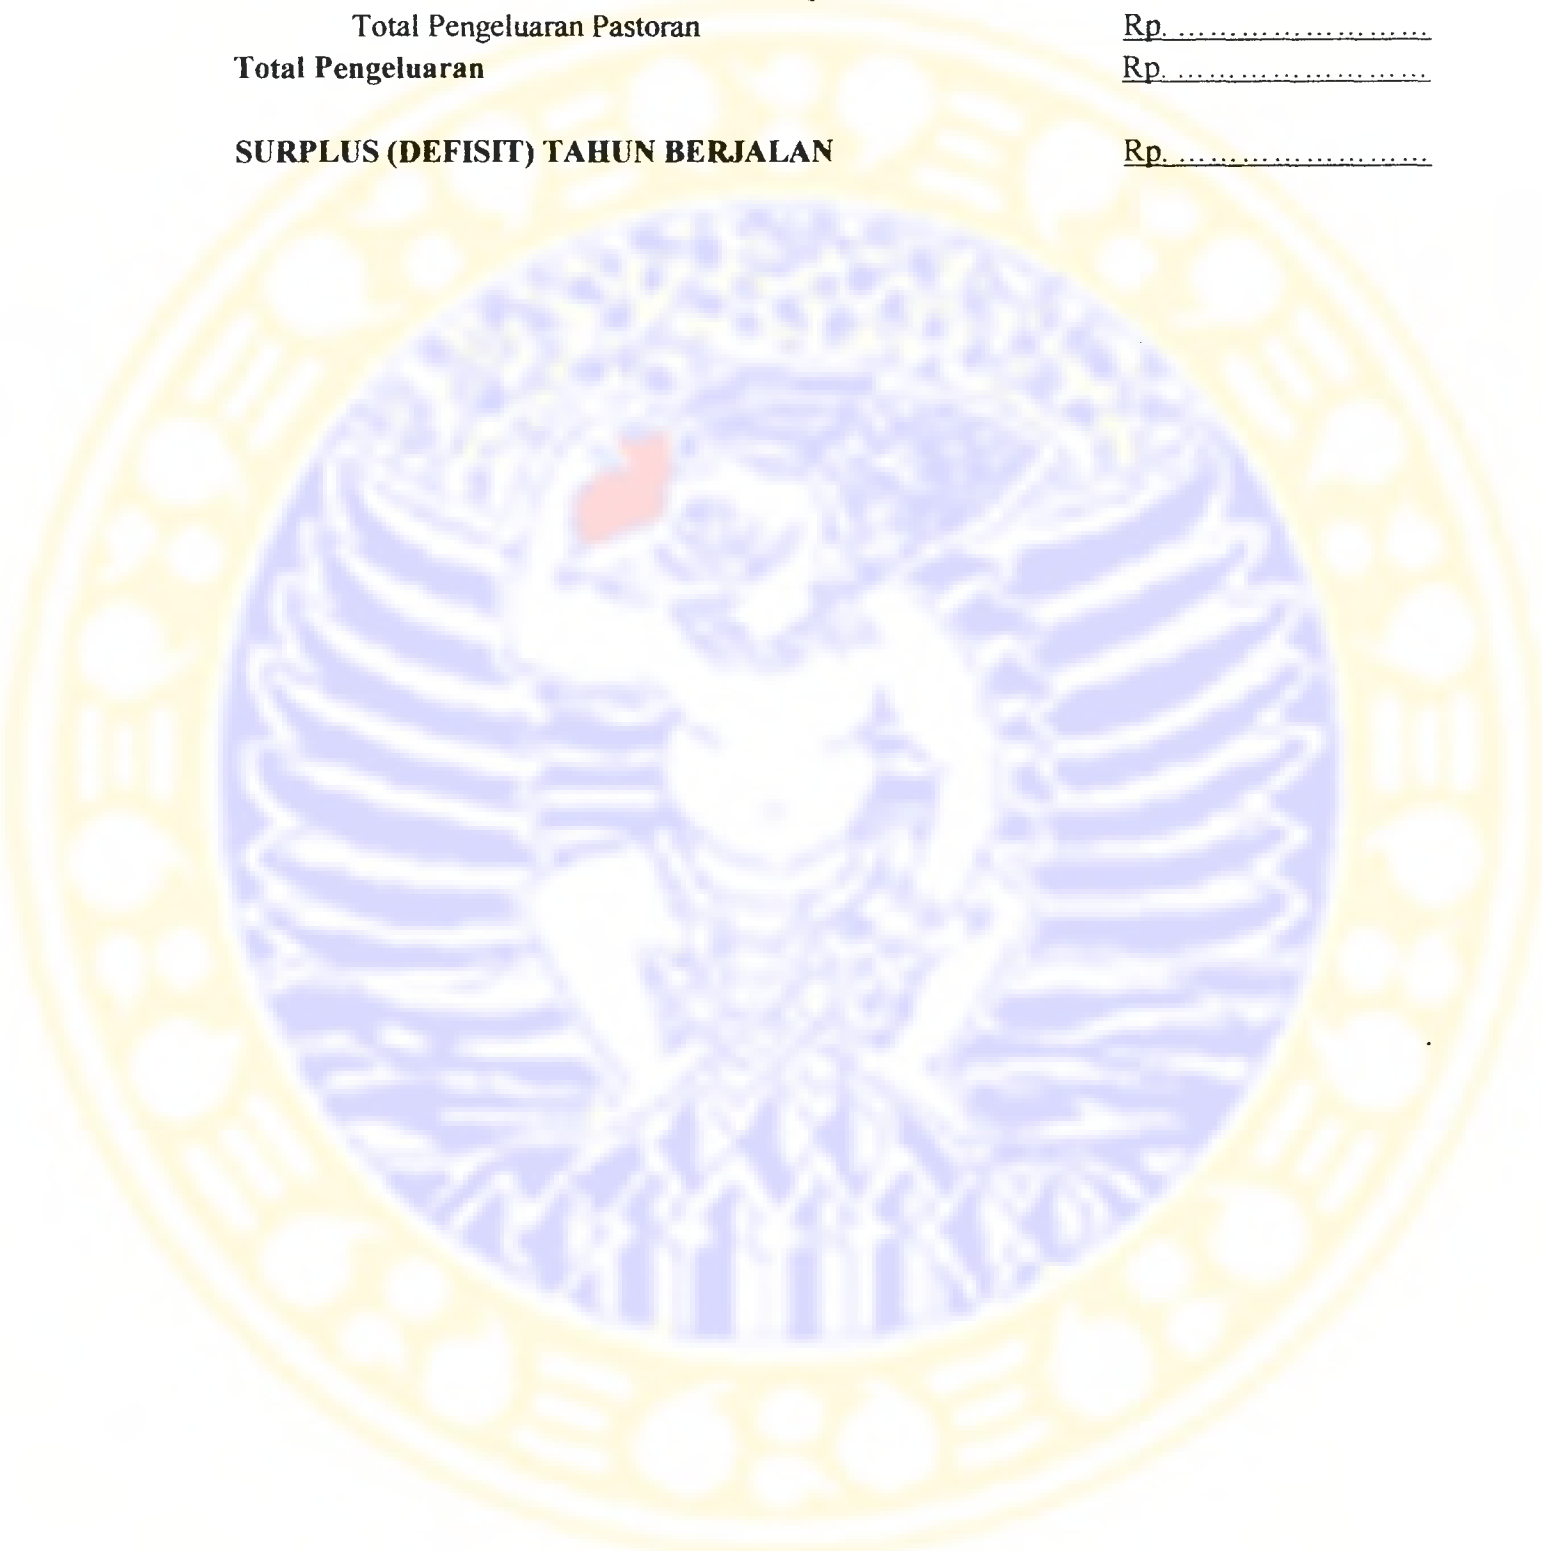 Total Pengeluaran Pastoran Rp. ........................
Total Pengeluaran Rp. ........................
SURPLUS (DEFISIT) TAHUN BERJALAN Rp. ........................